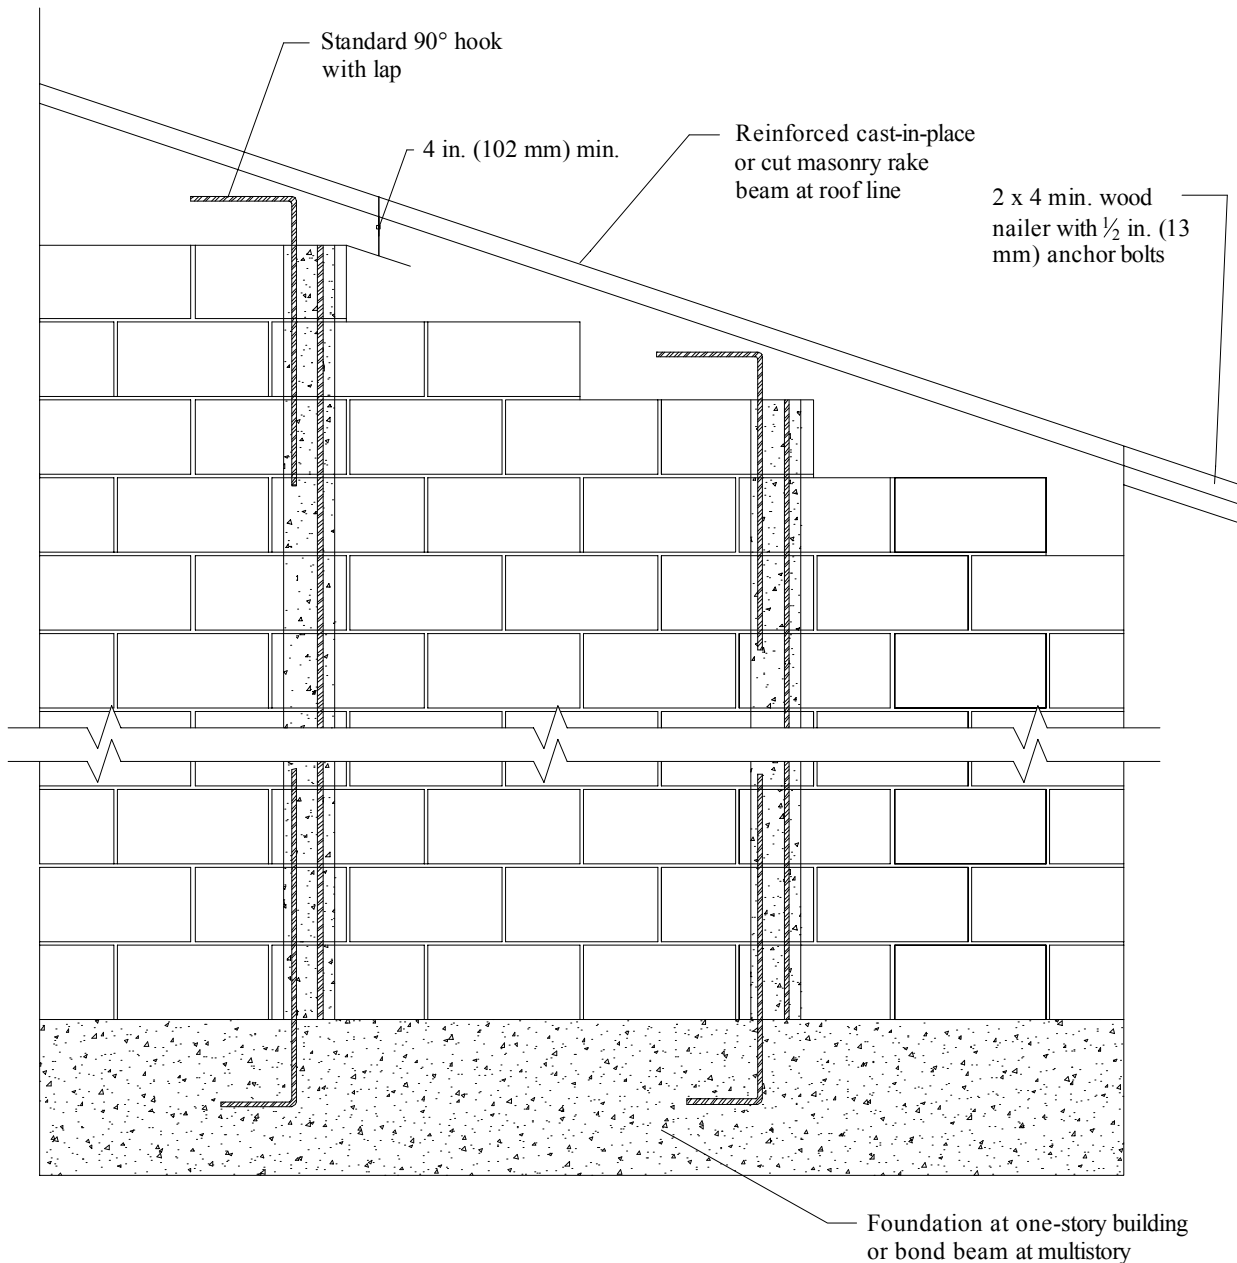 Standard 90° hook
with lap
4 in. (102 mm) min.
Reinforced cast-in-place
or cut masonry rake
beam at roof line
2 x 4 min. wood
nailer with ½ in. (13
mm) anchor bolts
Foundation at one-story building
or bond beam at multistory